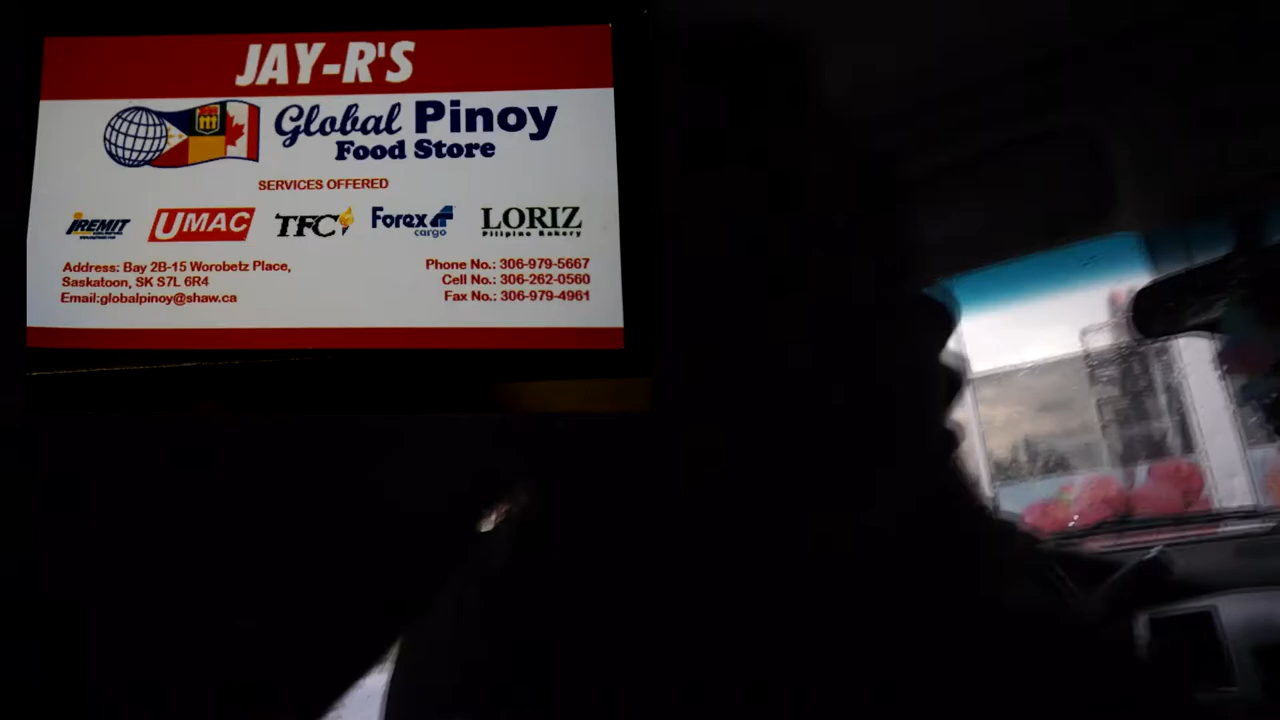 JAY-R'S
Global Pinoy
Food Store
SERVICES OFFERED
iREMIT UMAC TFC Forex cargo LORIZ Pilipino Bakery
Address: Bay 2B-15 Worobetz Place,
Saskatoon, SK S7L 6R4
Email:globalpinoy@shaw.ca
Phone No.: 306-979-5667
Cell No.: 306-262-0560
Fax No.: 306-979-4961